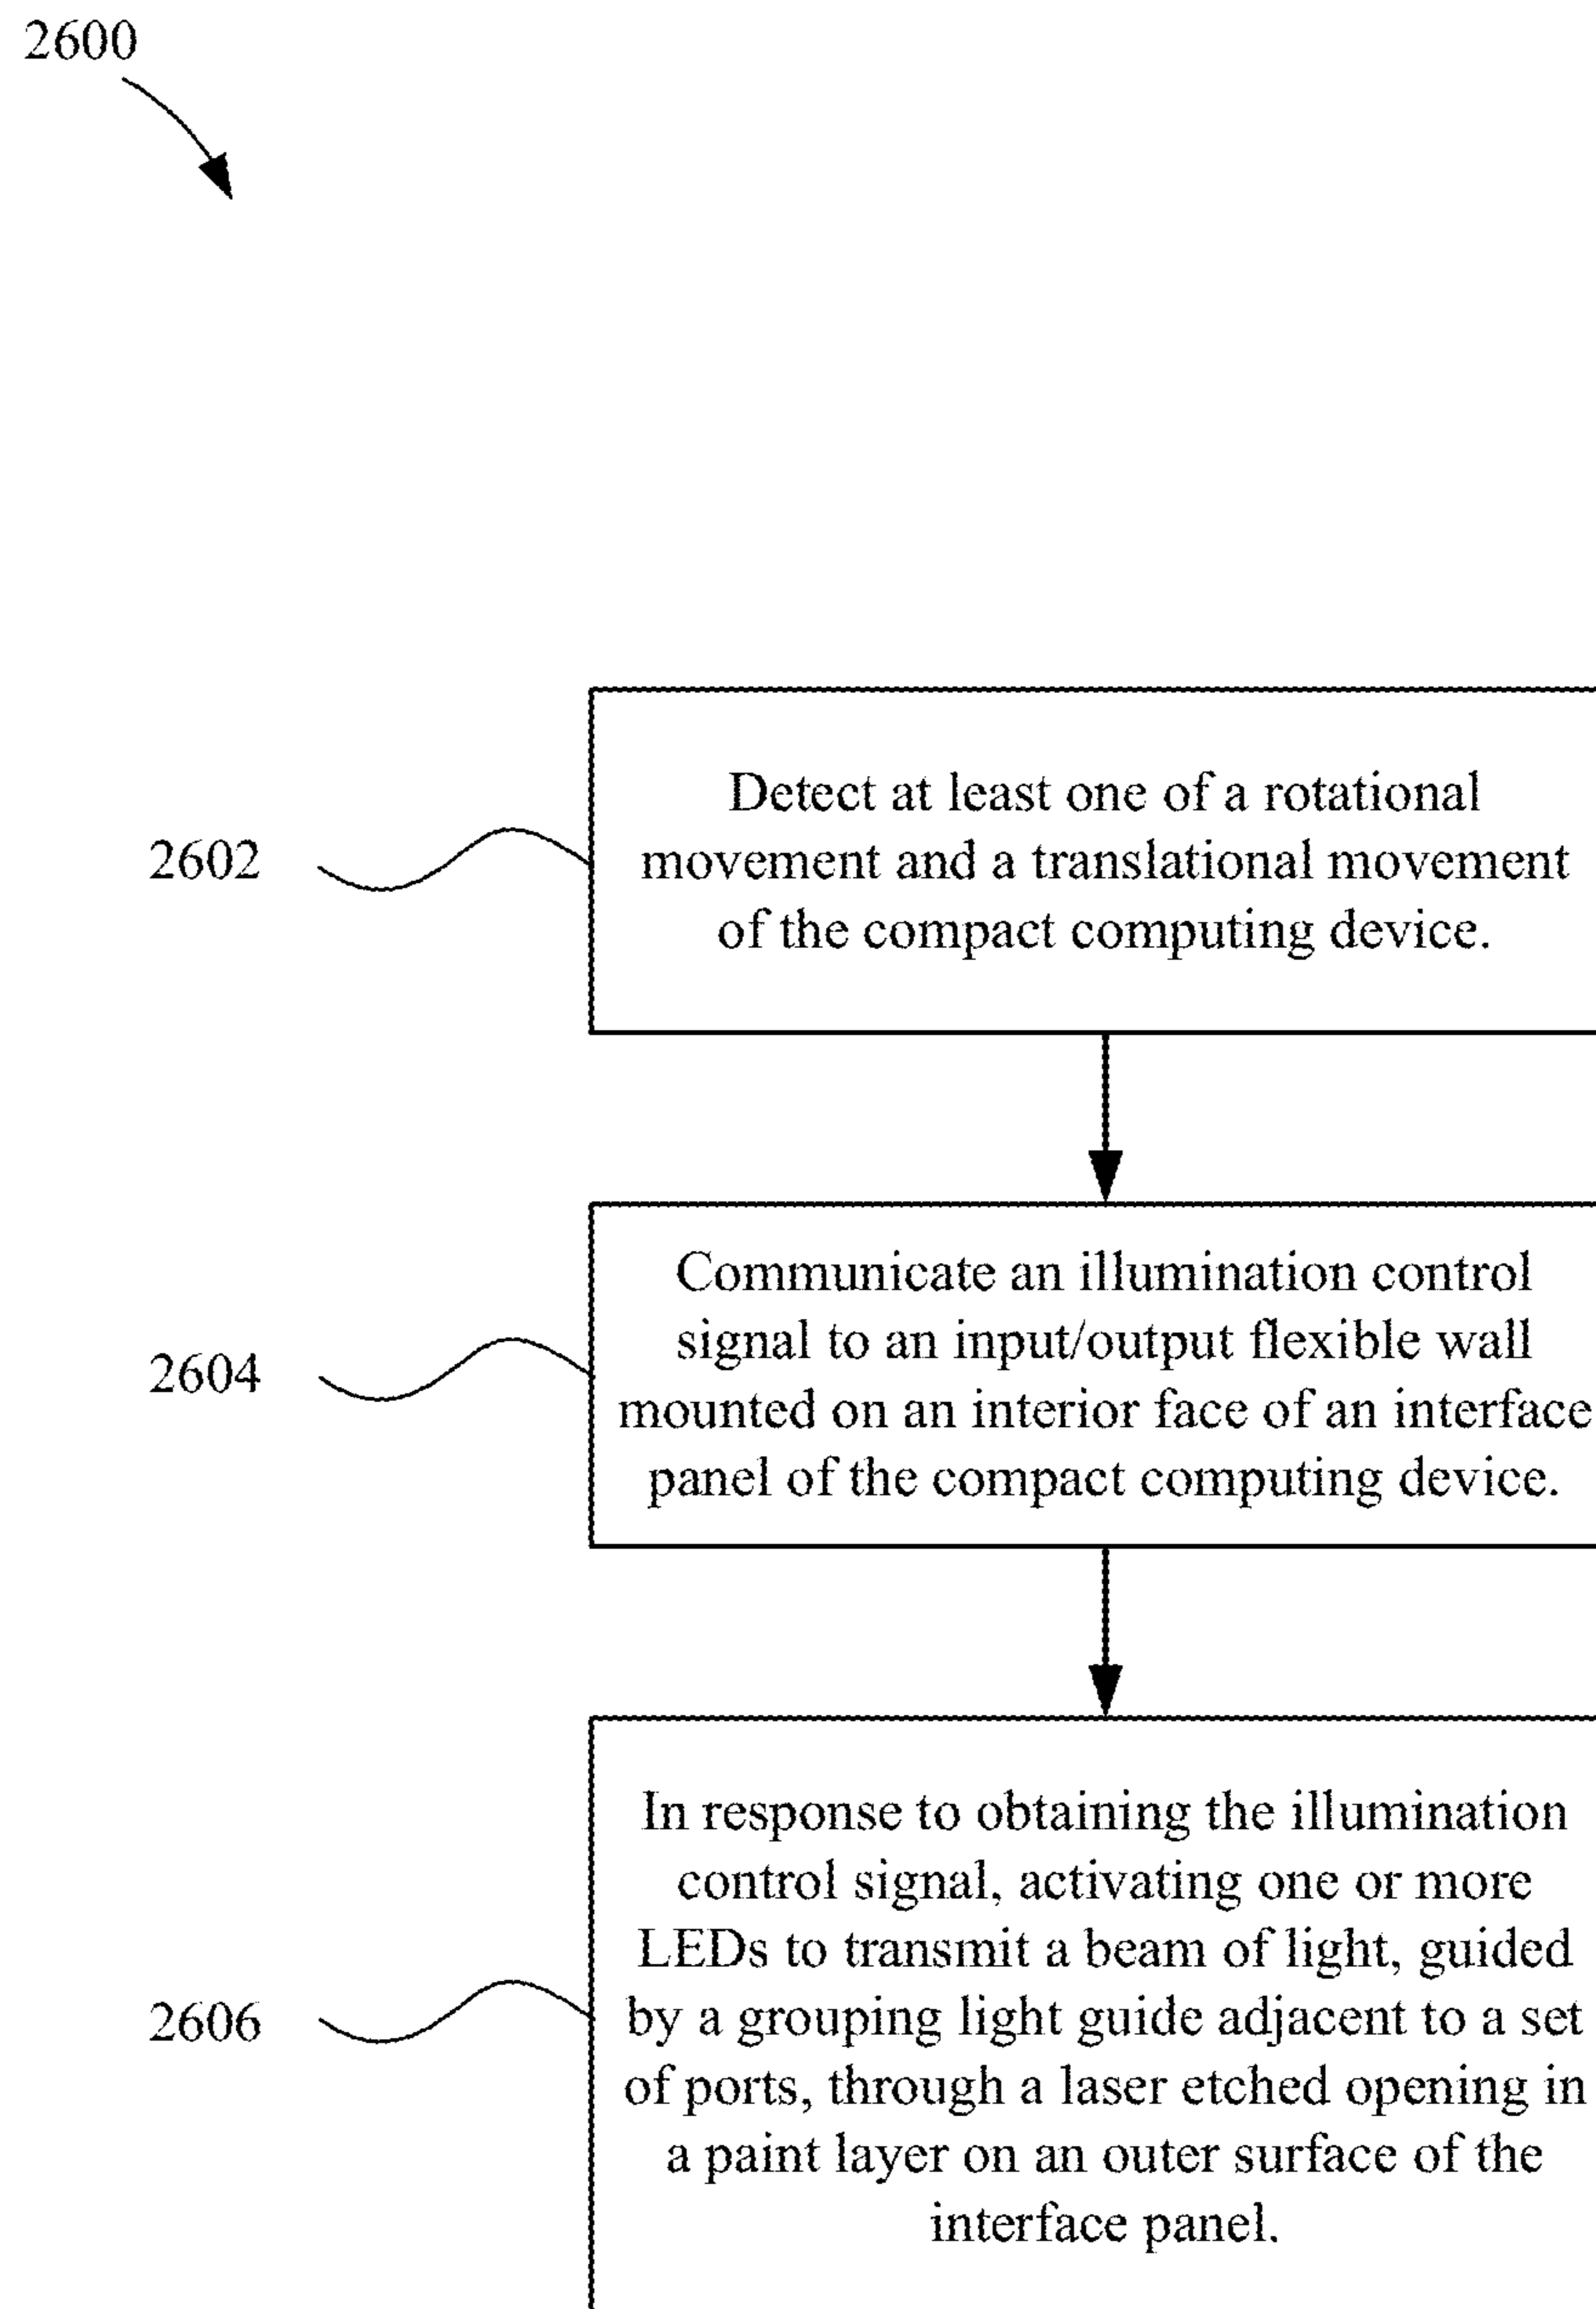 2600
2602
Detect at least one of a rotational
movement and a translational movement
of the compact computing device.
2604
Communicate an illumination control
signal to an input/output flexible wall
mounted on an interior face of an interface
panel of the compact computing device.
2606
In response to obtaining the illumination
control signal, activating one or more
LEDs to transmit a beam of light, guided
by a grouping light guide adjacent to a set
of ports, through a laser etched opening in
a paint layer on an outer surface of the
interface panel.